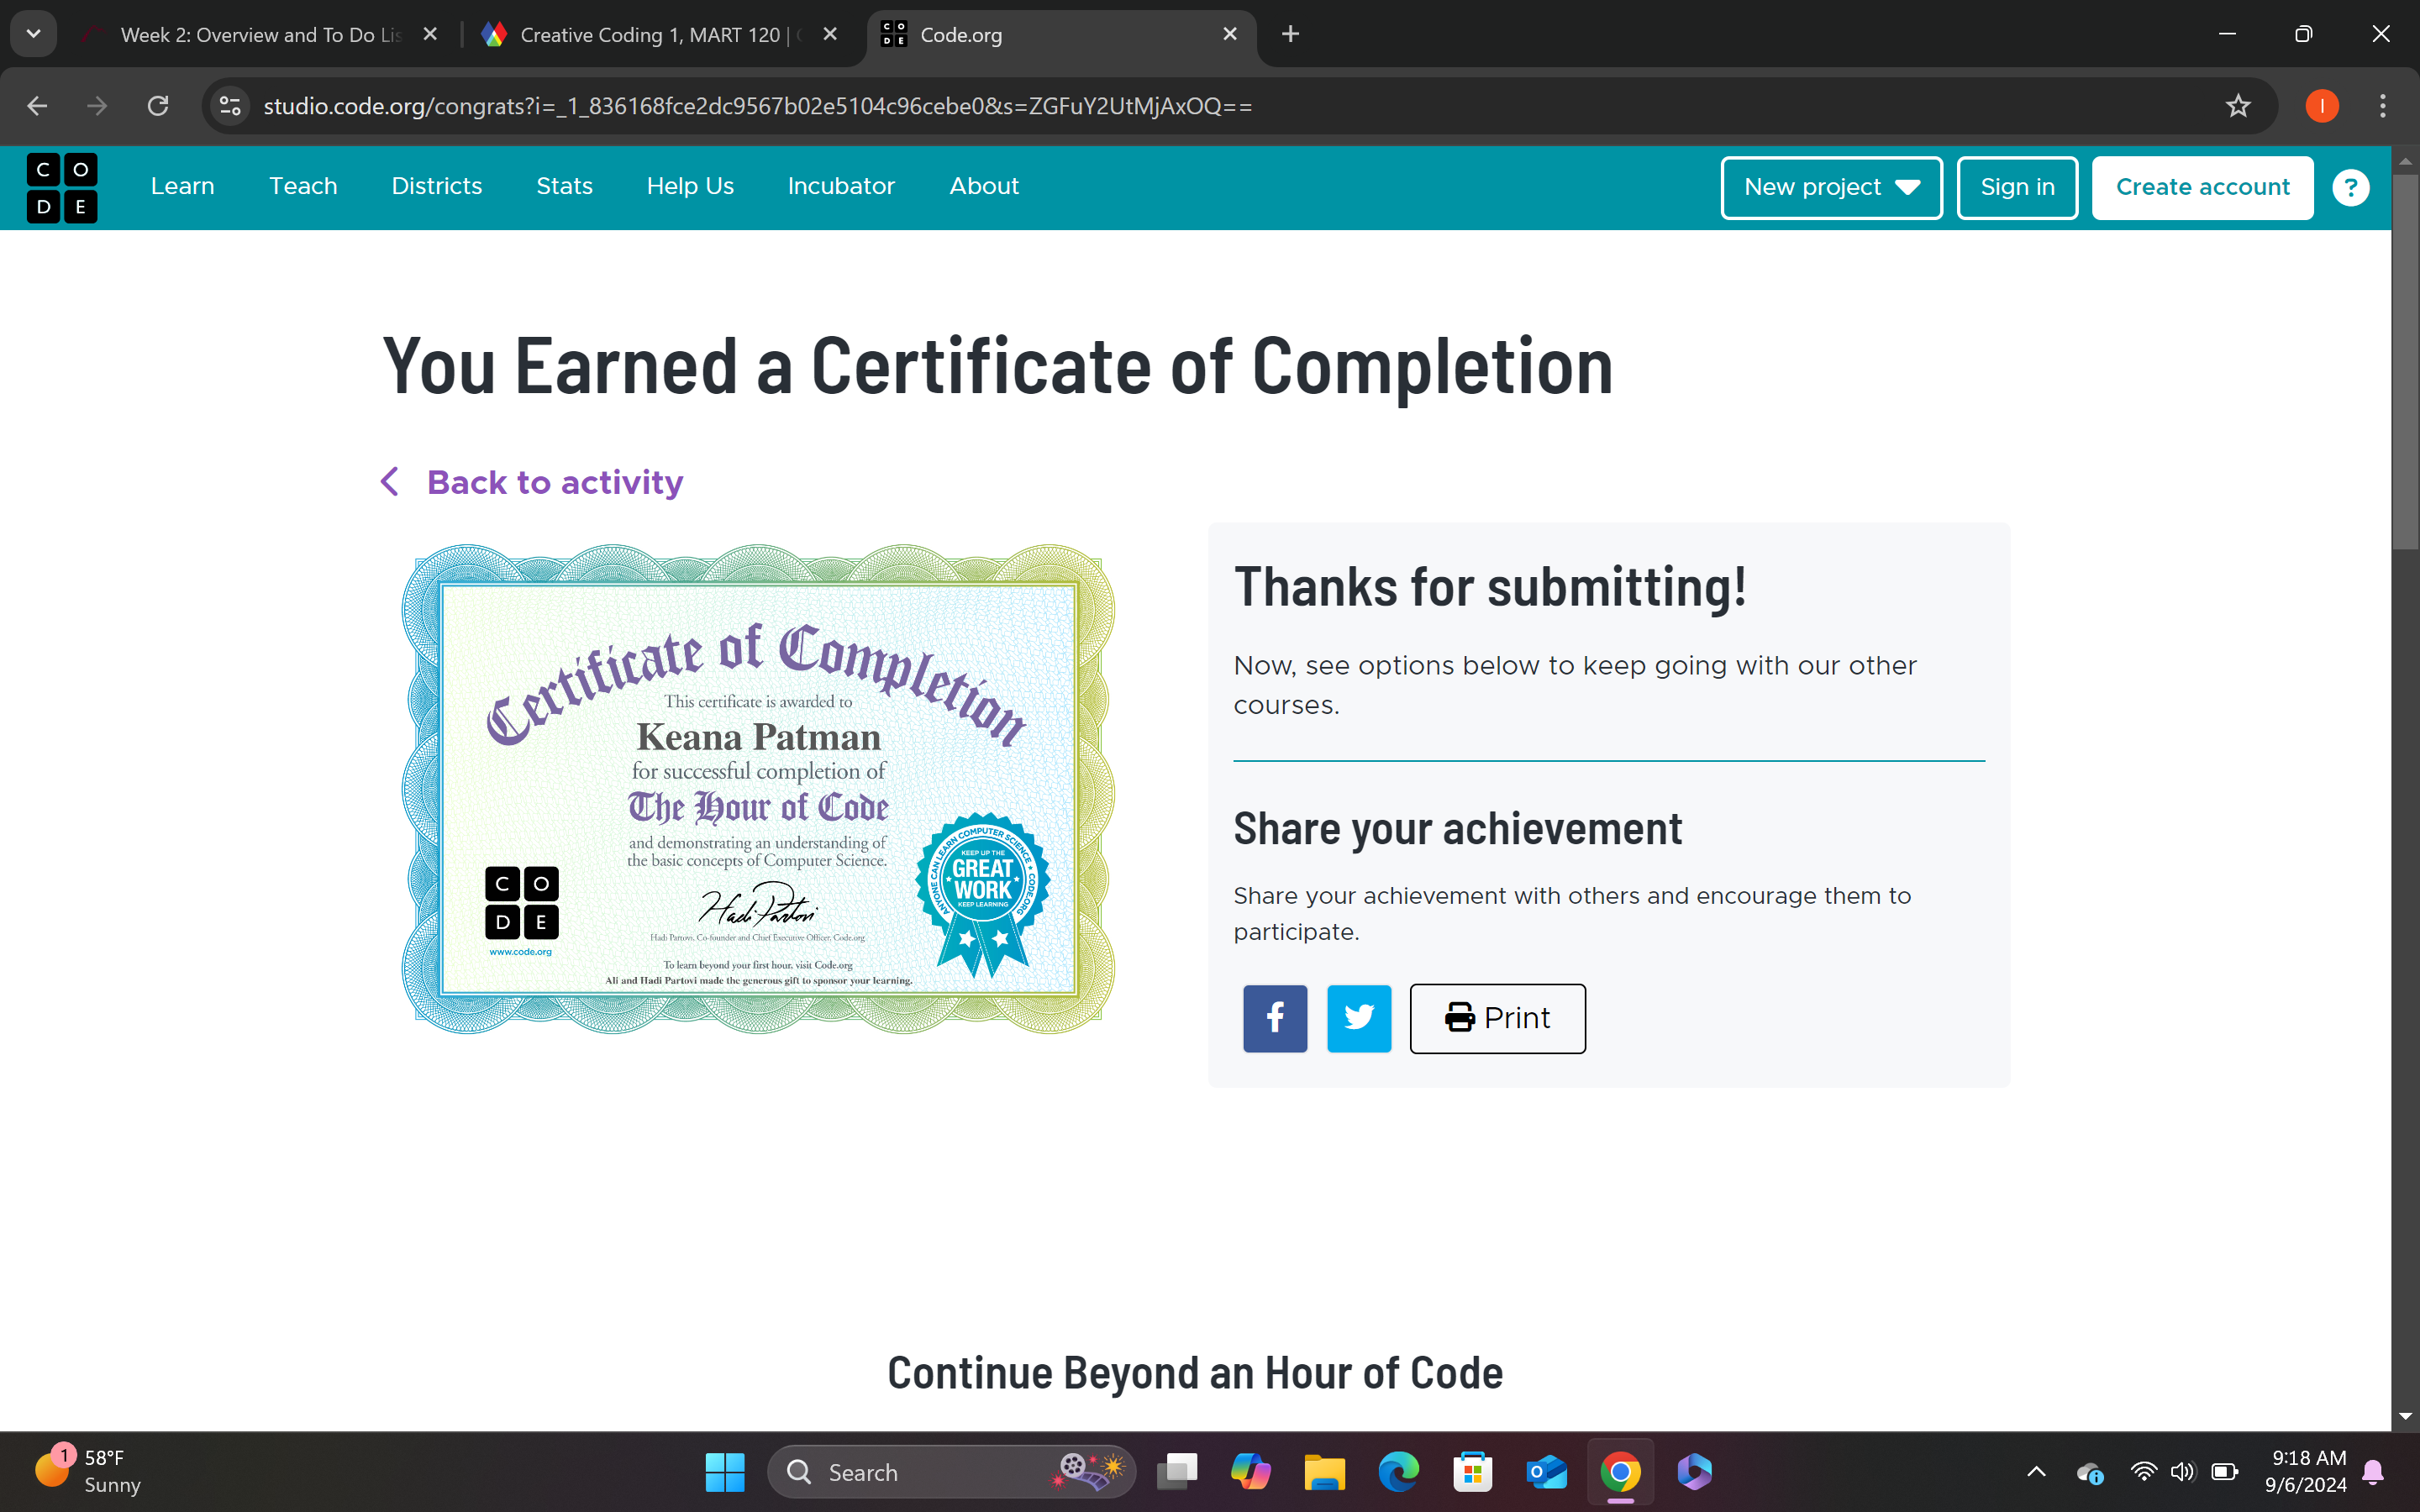 Week 2: Overview and To Do Lis
Creative Coding 1, MART 120 |
Code.org
studio.code.org/congrats?i=_1_836168fce2dc9567b02e5104c96cebe0&s=ZGFuY2UtMjAxOQ==
I
C O
D E
Learn
Teach
Districts
Stats
Help Us
Incubator
About
New project
Sign in
Create account
?
You Earned a Certificate of Completion
Back to activity
Certificate of Completion
This certificate is awarded to
Keana Patman
for successful completion of
The Hour of Code
and demonstrating an understanding of
the basic concepts of Computer Science.
Hadi Partovi
Hadi Partovi, Co-founder and Chief Executive Officer, Code.org
To learn beyond your first hour, visit Code.org
Ali and Hadi Partovi made the generous gift to sponsor your learning.
C O
D E
www.code.org
ANYONE CAN LEARN COMPUTER SCIENCE • CODE.ORG
KEEP UP THE
GREAT
WORK
KEEP LEARNING
Thanks for submitting!
Now, see options below to keep going with our other
courses.
Share your achievement
Share your achievement with others and encourage them to
participate.
f
Print
Continue Beyond an Hour of Code
1
58°F
Sunny
Search
9:18 AM
9/6/2024